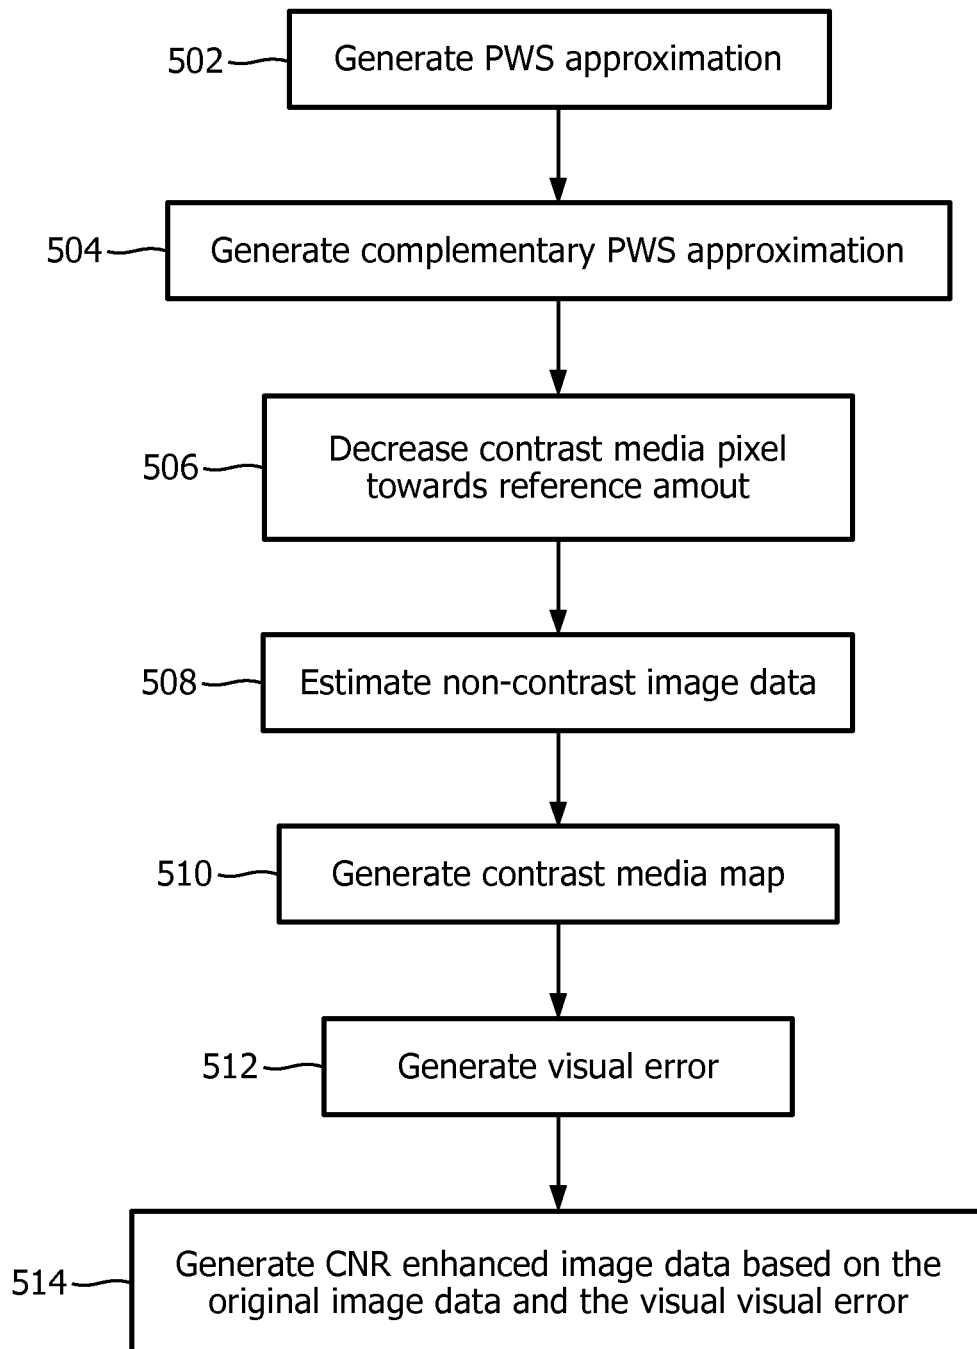 502 Generate PWS approximation
504 Generate complementary PWS approximation
506 Decrease contrast media pixel
towards reference amout
508 Estimate non-contrast image data
510 Generate contrast media map
512 Generate visual error
514 Generate CNR enhanced image data based on the
original image data and the visual visual error